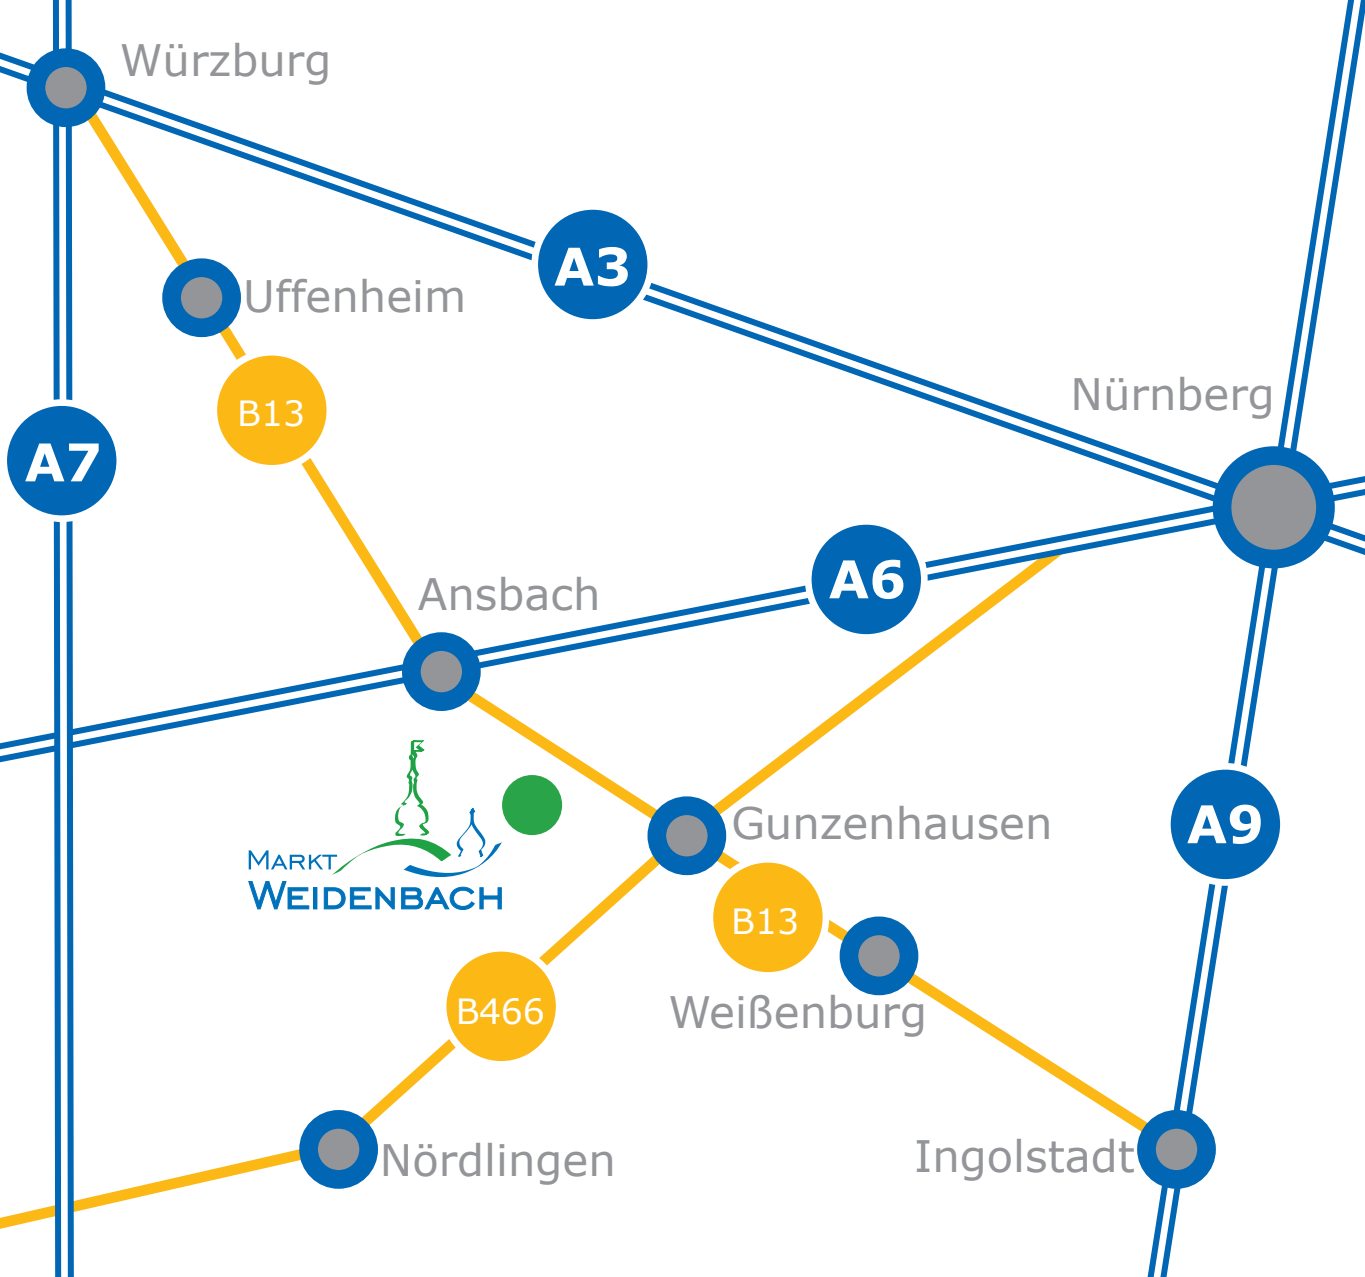 Würzburg
A3
Uffenheim
Nürnberg
B13
A7
A6
Ansbach
Gunzenhausen
A9
MARKT
WEIDENBACH
B13
B466
Weißenburg
Nördlingen
Ingolstadt